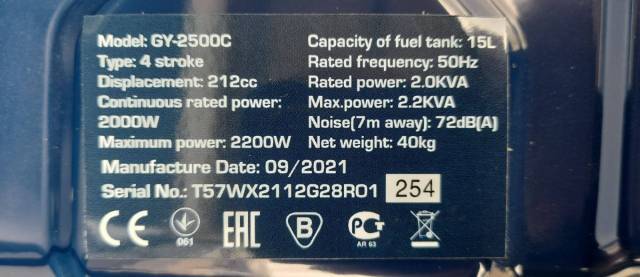 Model: GY-2500C
Type: 4 stroke
Displacement: 212cc
Continuous rated power:
2000W
Maximum power: 2200W
Capacity of fuel tank: 15L
Rated frequency: 50Hz
Rated power: 2.0KVA
Max.power: 2.2KVA
Noise(7m away): 72dB(A)
Net weight: 40kg
Manufacture Date: 09/2021
Serial No.: T57WX2112G28R01 254
CE 061 EAC B РСТ AR 63